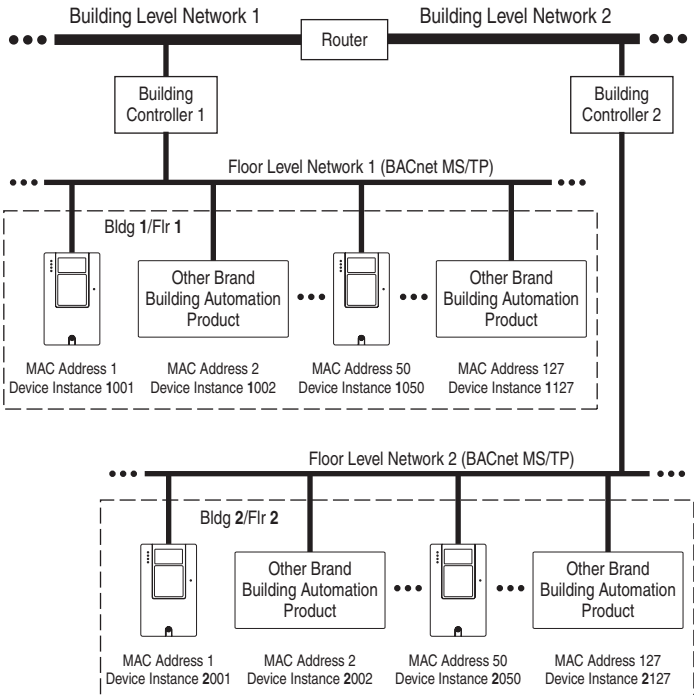 Building Level Network 1
Building Level Network 2
Router
Building
Controller 1
Building
Controller 2
Floor Level Network 1 (BACnet MS/TP)
Bldg 1/Flr 1
Other Brand
Building Automation
Product
Other Brand
Building Automation
Product
MAC Address 1
Device Instance 1001
MAC Address 2
Device Instance 1002
MAC Address 50
Device Instance 1050
MAC Address 127
Device Instance 1127
Floor Level Network 2 (BACnet MS/TP)
Bldg 2/Flr 2
Other Brand
Building Automation
Product
Other Brand
Building Automation
Product
MAC Address 1
Device Instance 2001
MAC Address 2
Device Instance 2002
MAC Address 50
Device Instance 2050
MAC Address 127
Device Instance 2127